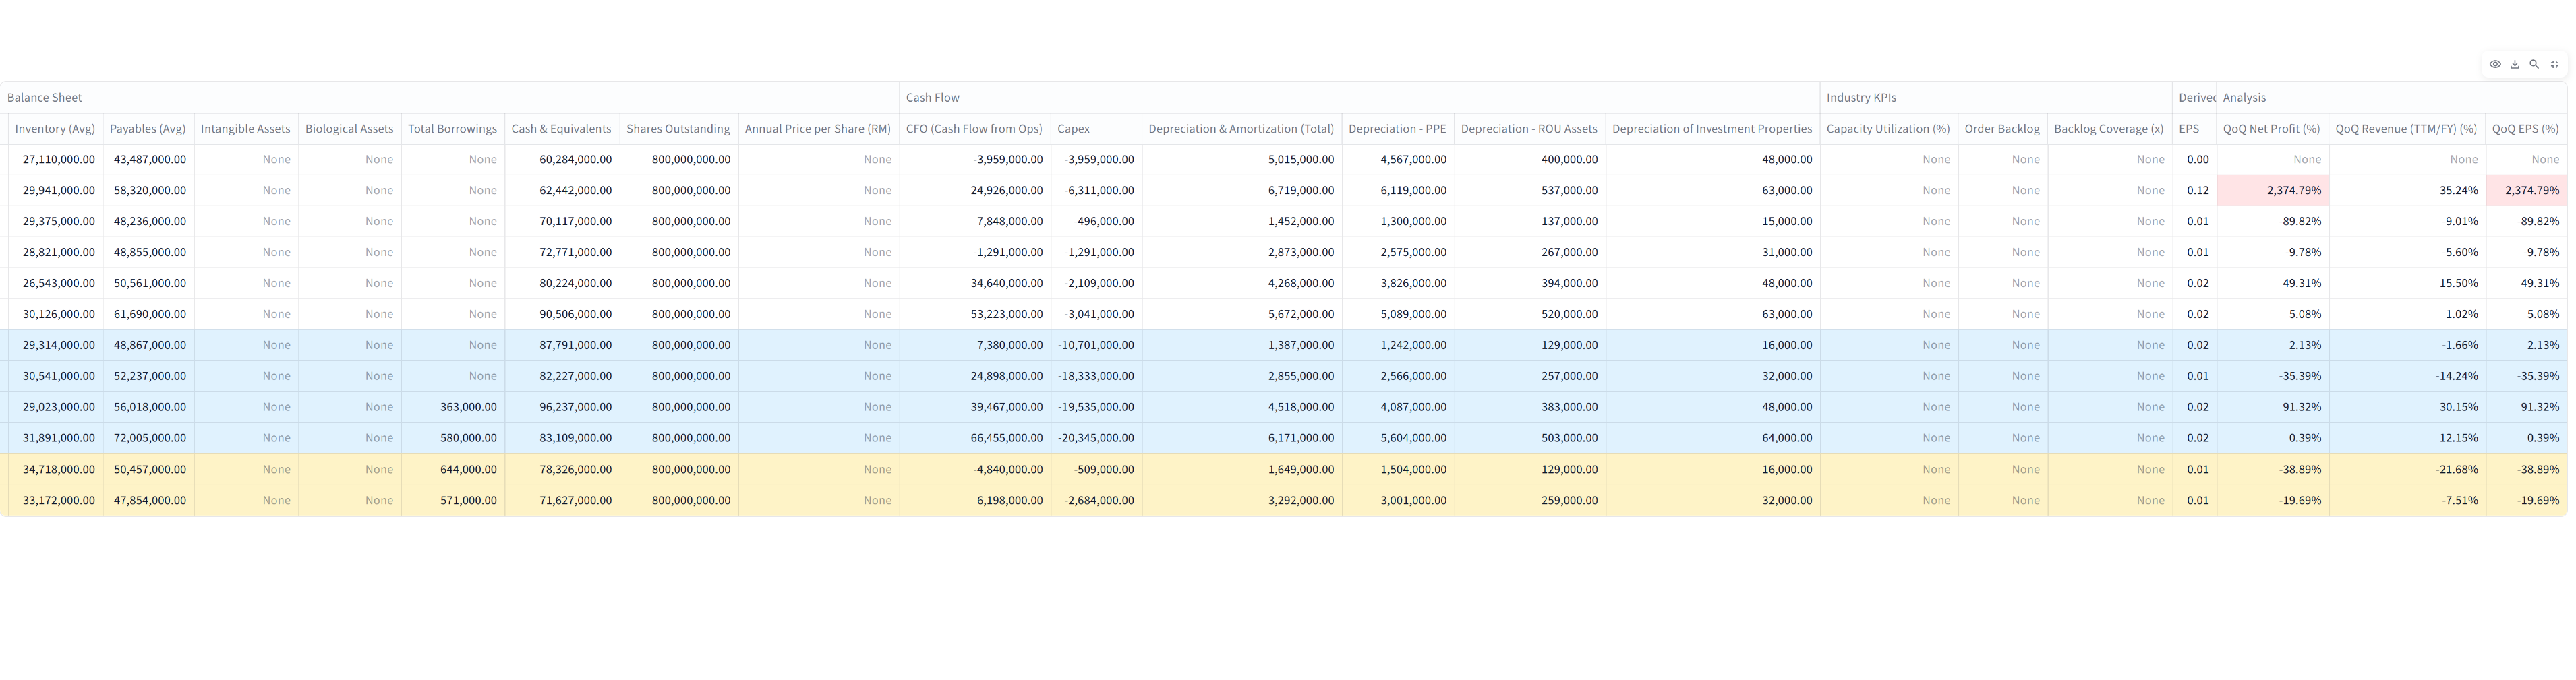 Balance Sheet Cash Flow Industry KPIs Derived Analysis
Inventory (Avg) Payables (Avg) Intangible Assets Biological Assets Total Borrowings Cash & Equivalents Shares Outstanding Annual Price per Share (RM) CFO (Cash Flow from Ops) Capex Depreciation & Amortization (Total) Depreciation - PPE Depreciation - ROU Assets Depreciation of Investment Properties Capacity Utilization (%) Order Backlog Backlog Coverage (x) EPS QoQ Net Profit (%) QoQ Revenue (TTM/FY) (%) QoQ EPS (%)
27,110,000.00 43,487,000.00 None None None 60,284,000.00 800,000,000.00 None -3,959,000.00 -3,959,000.00 5,015,000.00 4,567,000.00 400,000.00 48,000.00 None None None 0.00 None None None
29,941,000.00 58,320,000.00 None None None 62,442,000.00 800,000,000.00 None 24,926,000.00 -6,311,000.00 6,719,000.00 6,119,000.00 537,000.00 63,000.00 None None None 0.12 2,374.79% 35.24% 2,374.79%
29,375,000.00 48,236,000.00 None None None 70,117,000.00 800,000,000.00 None 7,848,000.00 -496,000.00 1,452,000.00 1,300,000.00 137,000.00 15,000.00 None None None 0.01 -89.82% -9.01% -89.82%
28,821,000.00 48,855,000.00 None None None 72,771,000.00 800,000,000.00 None -1,291,000.00 -1,291,000.00 2,873,000.00 2,575,000.00 267,000.00 31,000.00 None None None 0.01 -9.78% -5.60% -9.78%
26,543,000.00 50,561,000.00 None None None 80,224,000.00 800,000,000.00 None 34,640,000.00 -2,109,000.00 4,268,000.00 3,826,000.00 394,000.00 48,000.00 None None None 0.02 49.31% 15.50% 49.31%
30,126,000.00 61,690,000.00 None None None 90,506,000.00 800,000,000.00 None 53,223,000.00 -3,041,000.00 5,672,000.00 5,089,000.00 520,000.00 63,000.00 None None None 0.02 5.08% 1.02% 5.08%
29,314,000.00 48,867,000.00 None None None 87,791,000.00 800,000,000.00 None 7,380,000.00 -10,701,000.00 1,387,000.00 1,242,000.00 129,000.00 16,000.00 None None None 0.02 2.13% -1.66% 2.13%
30,541,000.00 52,237,000.00 None None None 82,227,000.00 800,000,000.00 None 24,898,000.00 -18,333,000.00 2,855,000.00 2,566,000.00 257,000.00 32,000.00 None None None 0.01 -35.39% -14.24% -35.39%
29,023,000.00 56,018,000.00 None None 363,000.00 96,237,000.00 800,000,000.00 None 39,467,000.00 -19,535,000.00 4,518,000.00 4,087,000.00 383,000.00 48,000.00 None None None 0.02 91.32% 30.15% 91.32%
31,891,000.00 72,005,000.00 None None 580,000.00 83,109,000.00 800,000,000.00 None 66,455,000.00 -20,345,000.00 6,171,000.00 5,604,000.00 503,000.00 64,000.00 None None None 0.02 0.39% 12.15% 0.39%
34,718,000.00 50,457,000.00 None None 644,000.00 78,326,000.00 800,000,000.00 None -4,840,000.00 -509,000.00 1,649,000.00 1,504,000.00 129,000.00 16,000.00 None None None 0.01 -38.89% -21.68% -38.89%
33,172,000.00 47,854,000.00 None None 571,000.00 71,627,000.00 800,000,000.00 None 6,198,000.00 -2,684,000.00 3,292,000.00 3,001,000.00 259,000.00 32,000.00 None None None 0.01 -19.69% -7.51% -19.69%